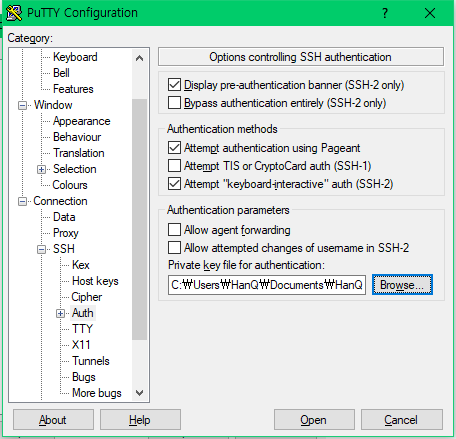 PuTTY Configuration
?
Category:
Keyboard
Bell
Features
Window
Appearance
Behaviour
Translation
Selection
Colours
Connection
Data
Proxy
SSH
Kex
Host keys
Cipher
Auth
TTY
X11
Tunnels
Bugs
More bugs
Options controlling SSH authentication
Display pre-authentication banner (SSH-2 only)
Bypass authentication entirely (SSH-2 only)
Authentication methods
Attempt authentication using Pageant
Attempt TIS or CryptoCard auth (SSH-1)
Attempt "keyboard-interactive" auth (SSH-2)
Authentication parameters
Allow agent forwarding
Allow attempted changes of username in SSH-2
Private key file for authentication:
C:₩Users₩HanQ₩Documents₩HanQ Browse...
About Help Open Cancel